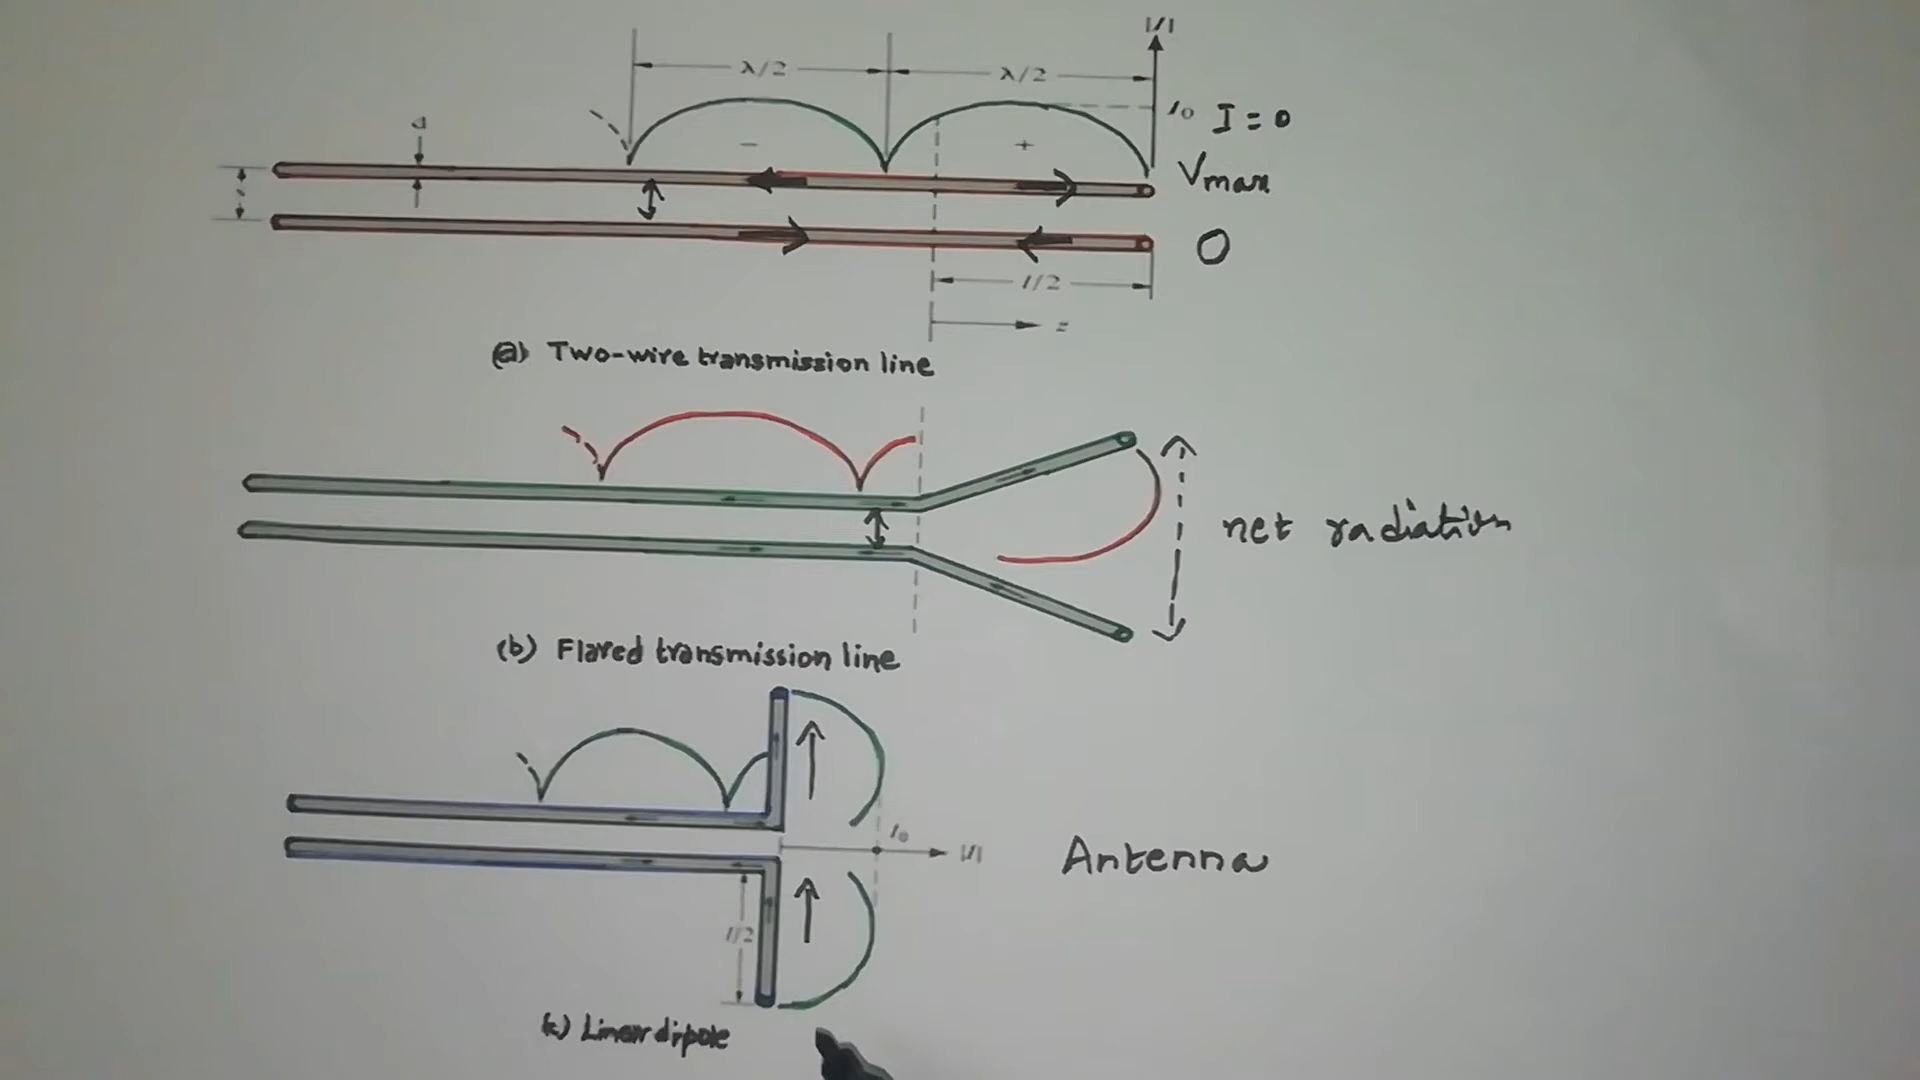 |I|
λ/2
λ/2
I₀ I = 0
d
+
−
Vmax
s
O
l/2
z
(a) Two-wire transmission line
net radiation
(b) Flared transmission line
I₀
|I|
Antenna
l/2
(c) Linear dipole